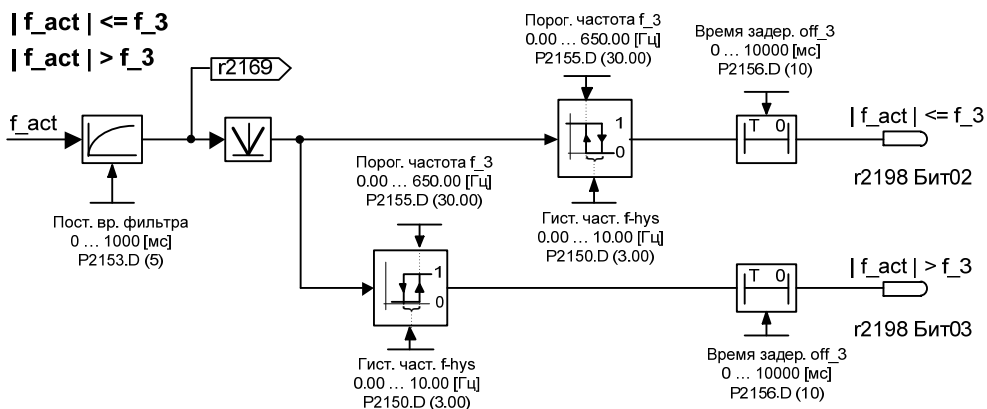 | f_act | <= f_3
| f_act | > f_3
r2169
f_act
Пост. вр. фильтра
0 ... 1000 [мс]
P2153.D (5)
Порог. частота f_3
0.00 ... 650.00 [Гц]
P2155.D (30.00)
1
0
Гист. част. f-hys
0.00 ... 10.00 [Гц]
P2150.D (3.00)
Время задер. off_3
0 ... 10000 [мс]
P2156.D (10)
T 0
| f_act | <= f_3
r2198 Бит02
Порог. частота f_3
0.00 ... 650.00 [Гц]
P2155.D (30.00)
1
0
Гист. част. f-hys
0.00 ... 10.00 [Гц]
P2150.D (3.00)
T 0
Время задер. off_3
0 ... 10000 [мс]
P2156.D (10)
| f_act | > f_3
r2198 Бит03